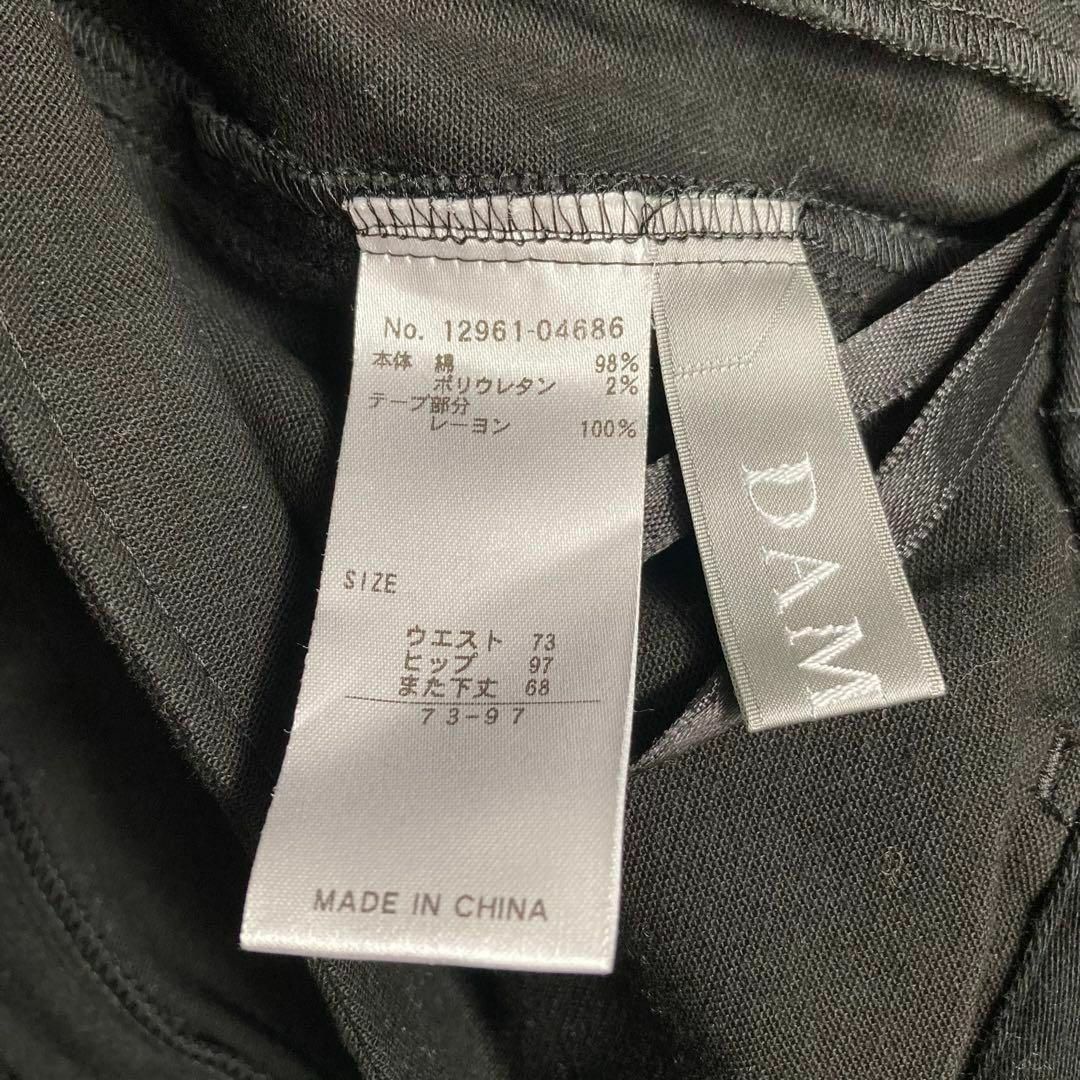 No. 12961-04686
本体 綿 98%
ポリウレタン 2%
テープ部分
レーヨン 100%
SIZE
ウエスト 73
ヒップ 97
また下丈 68
73-97
MADE IN CHINA
DAM